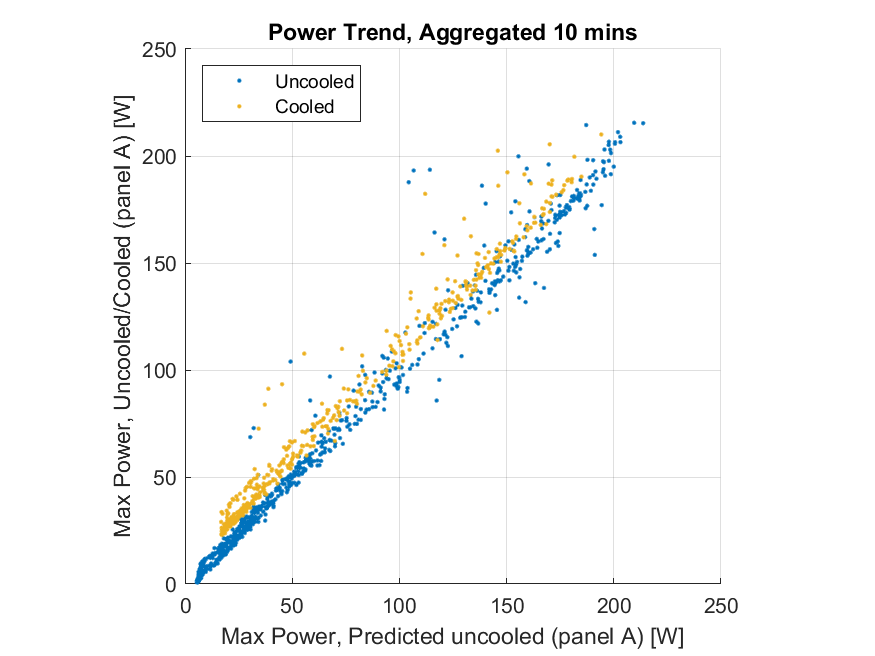 Power Trend, Aggregated 10 mins
Uncooled
Cooled
Max Power, Uncooled/Cooled (panel A) [W]
250
200
150
100
50
0
0 50 100 150 200 250
Max Power, Predicted uncooled (panel A) [W]